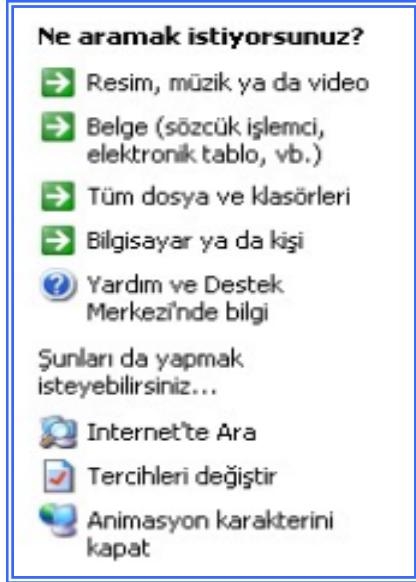 Ne aramak istiyorsunuz?
Resim, müzik ya da video
Belge (sözcük işlemci,
elektronik tablo, vb.)
Tüm dosya ve klasörleri
Bilgisayar ya da kişi
Yardım ve Destek
Merkezi'nde bilgi
Şunları da yapmak
isteyebilirsiniz...
Internet'te Ara
Tercihleri değiştir
Animasyon karakterini
kapat